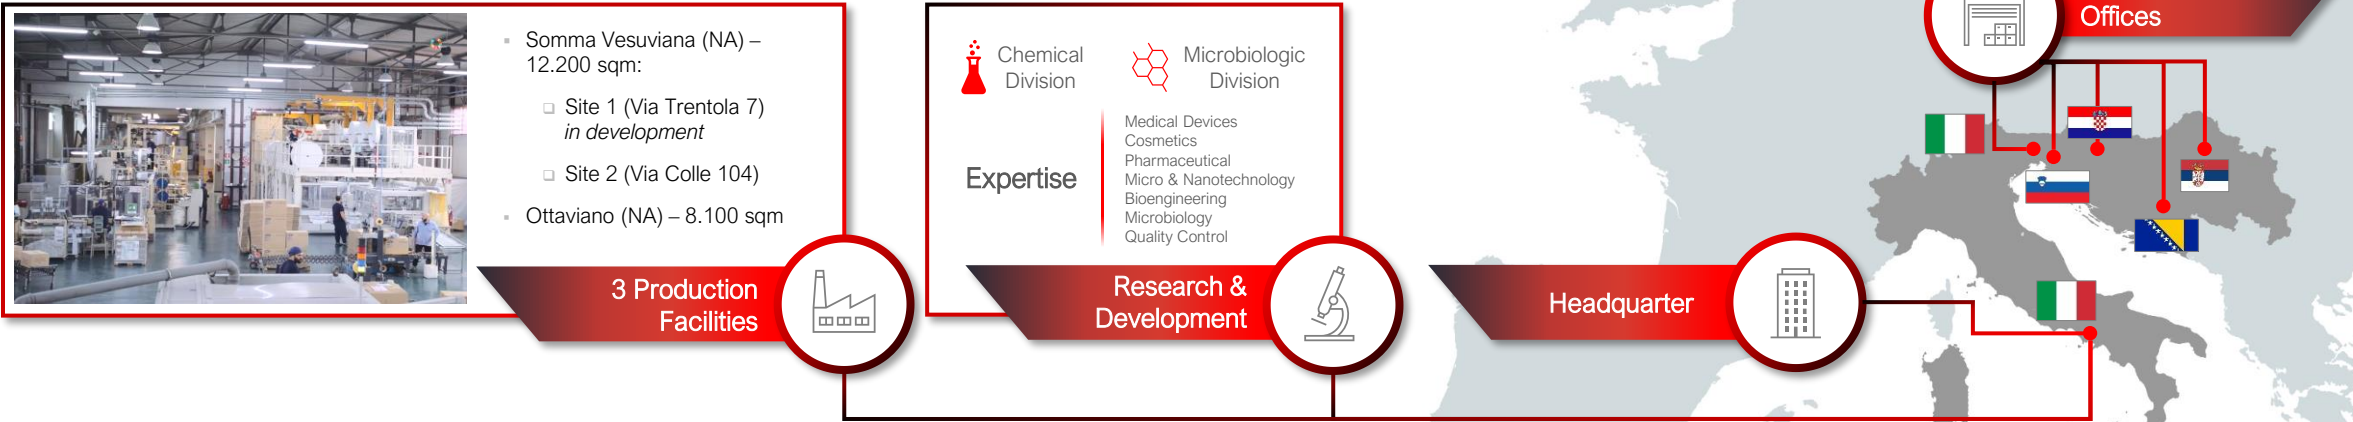 Somma Vesuviana (NA) –
12.200 sqm:
Site 1 (Via Trentola 7)
in development
Site 2 (Via Colle 104)
Ottaviano (NA) – 8.100 sqm
3 Production
Facilities
Chemical
Division
Microbiologic
Division
Expertise
Medical Devices
Cosmetics
Pharmaceutical
Micro & Nanotechnology
Bioengineering
Microbiology
Quality Control
Research &
Development
Headquarter
Offices